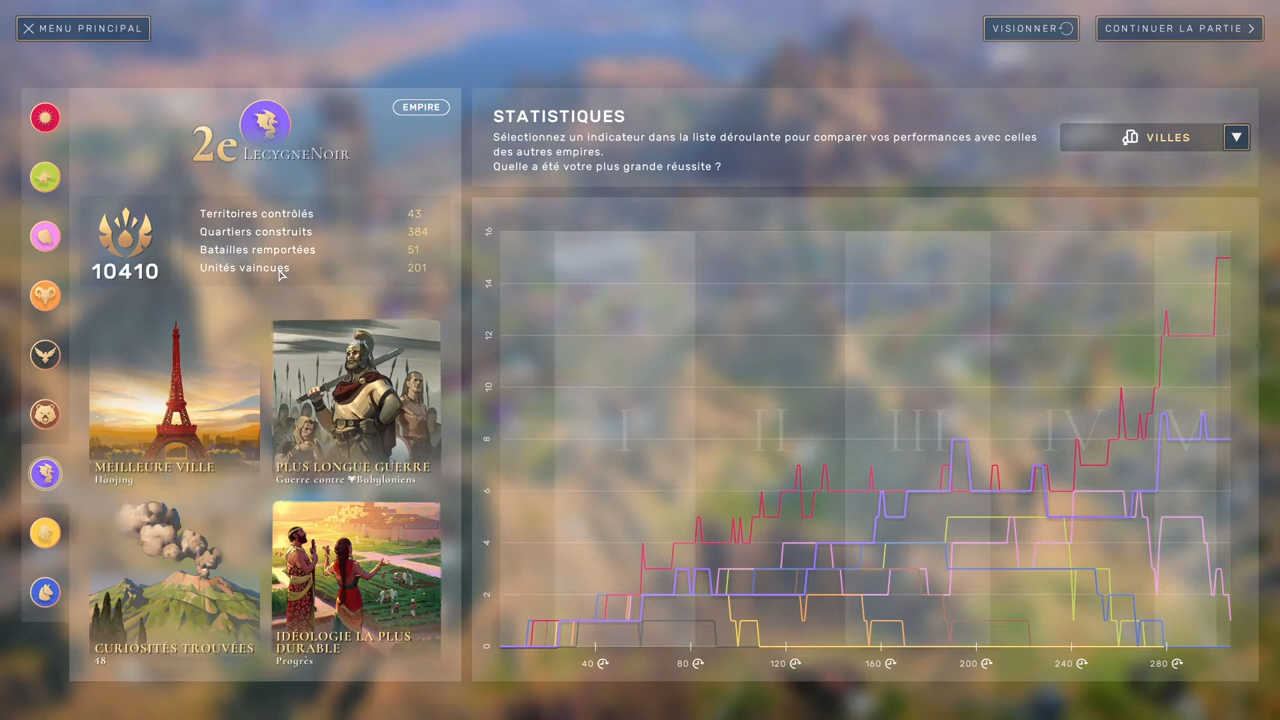 MENU PRINCIPAL
VISIONNER
CONTINUER LA PARTIE
EMPIRE
2e LecygneNoir
10410
Territoires contrôlés 43
Quartiers construits 384
Batailles remportées 51
Unités vaincues 201
MEILLEURE VILLE
Hàojing
PLUS LONGUE GUERRE
Guerre contre Babyloniens
CURIOSITÉS TROUVÉES
48
IDÉOLOGIE LA PLUS
DURABLE
Progrès
STATISTIQUES
Sélectionnez un indicateur dans la liste déroulante pour comparer vos performances avec celles
des autres empires.
Quelle a été votre plus grande réussite ?
VILLES
16
14
12
10
8
6
4
2
0
I II III IV V
40 80 120 160 200 240 280